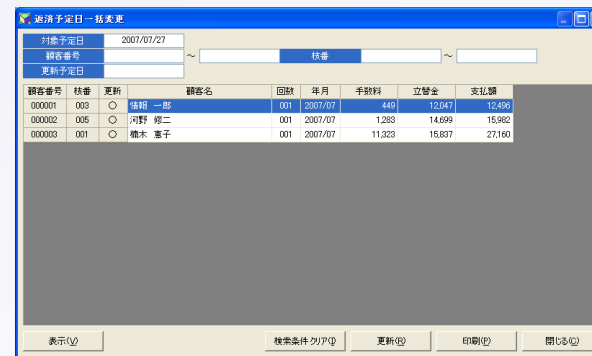 返済予定日一括変更
対象予定日 2007/07/27
顧客番号 ～ 枝番 ～
更新予定日
顧客番号 枝番 更新 顧客名 回数 年月 手数料 立替金 支払額
000001 003 ○ 情報 一郎 001 2007/07 449 12,047 12,496
000002 005 ○ 河野 修二 001 2007/07 1,283 14,699 15,982
000003 001 ○ 楠木 恵子 001 2007/07 11,323 15,837 27,160
表示(V) 検索条件クリア(I) 更新(R) 印刷(P) 閉じる(C)